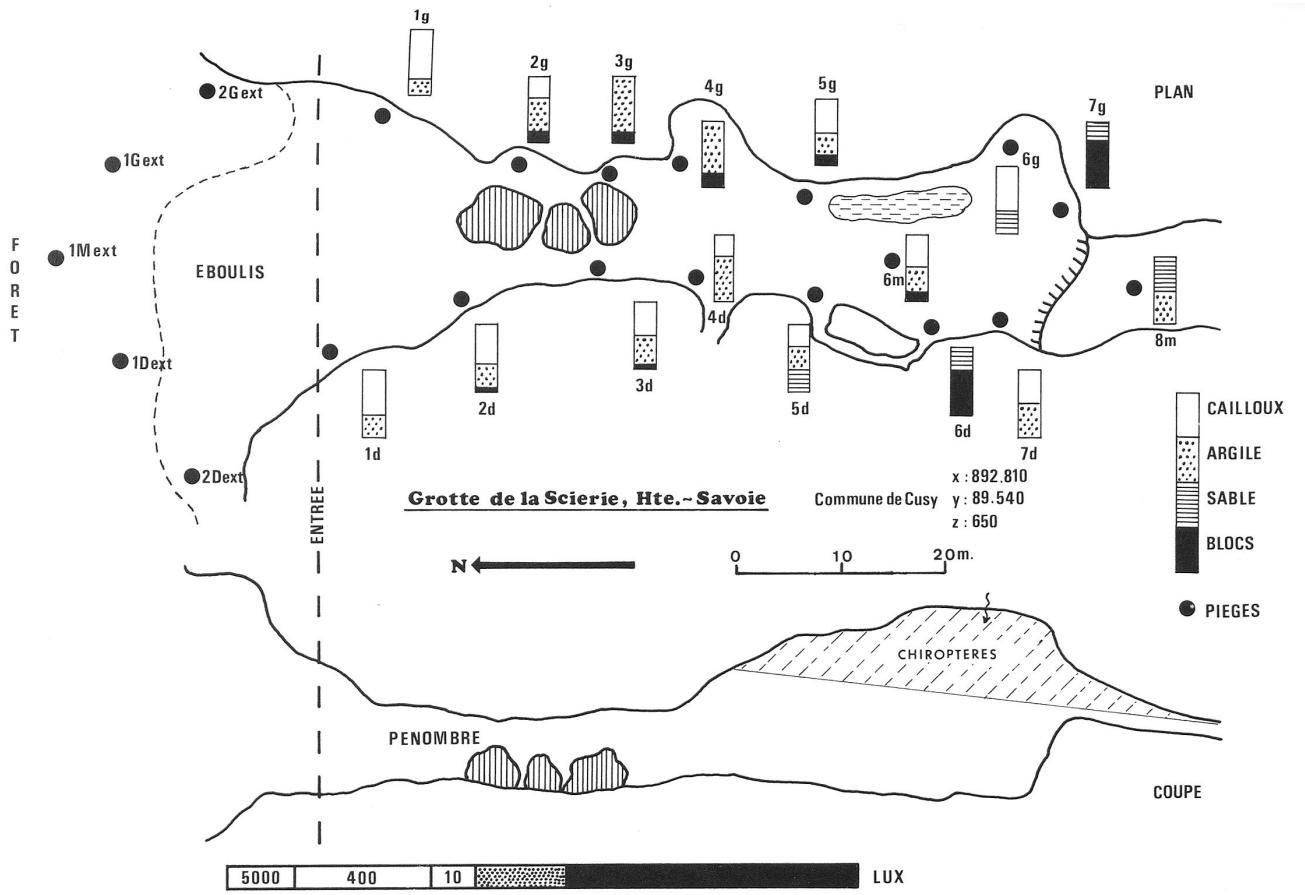 1g
2g
3g
4g
5g
7g
PLAN
2Gext
1Gext
6g
FORET
1Mext
EBOULIS
6m
4d
8m
1Dext
3d
2d
5d
1d
6d
7d
CAILLOUX
ARGILE
SABLE
BLOCS
PIEGES
2Dext
ENTREE
Grotte de la Scierie, Hte.-Savoie
Commune de Cusy
x : 892.810
y : 89.540
z : 650
N
0 10 20m.
CHIROPTERES
PENOMBRE
COUPE
5000 400 10 LUX